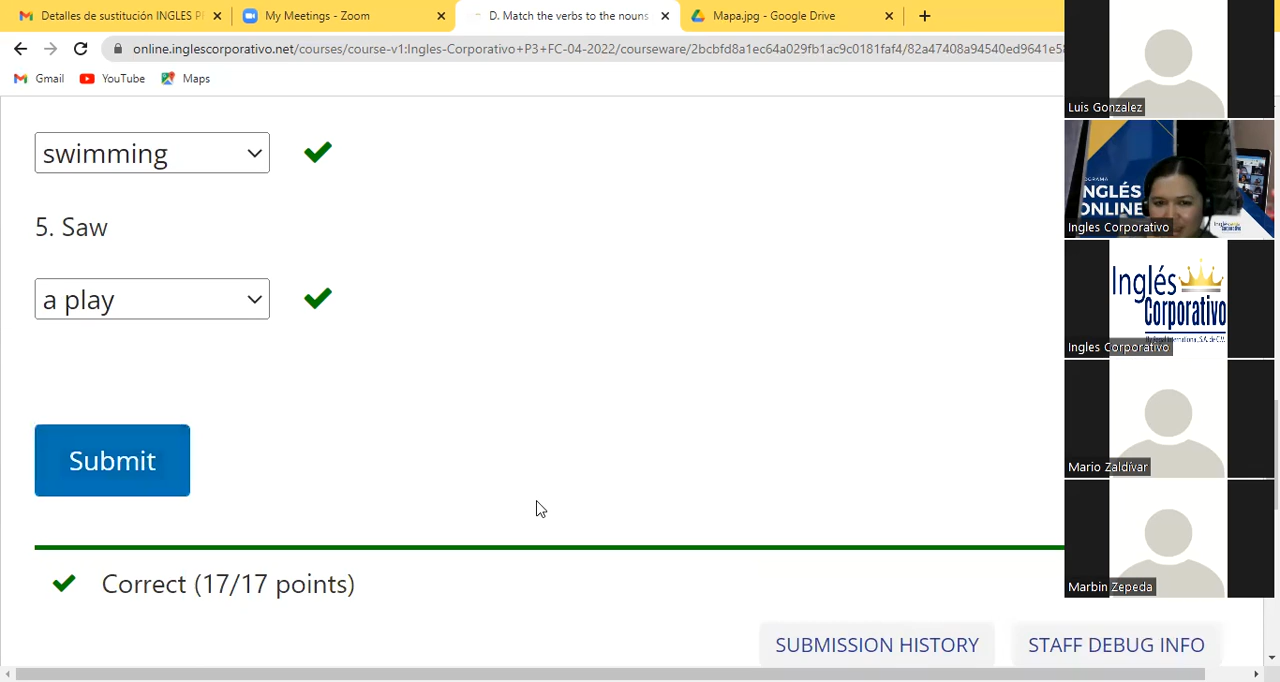 Detalles de sustitución INGLES P
My Meetings - Zoom
D. Match the verbs to the nouns
Mapa.jpg - Google Drive
online.inglescorporativo.net/courses/course-v1:Ingles-Corporativo+P3+FC-04-2022/courseware/2bcbfd8a1ec64a029fb1ac9c0181faf4/82a47408a94540ed9641e5
Gmail
YouTube
Maps
swimming
5. Saw
a play
Submit
Correct (17/17 points)
SUBMISSION HISTORY
STAFF DEBUG INFO
Luis Gonzalez
INGLÉS
ONLINE
Ingles Corporativo
Inglés
Corporativo
Ingles Corporativo
Mario Zaldívar
Marbin Zepeda